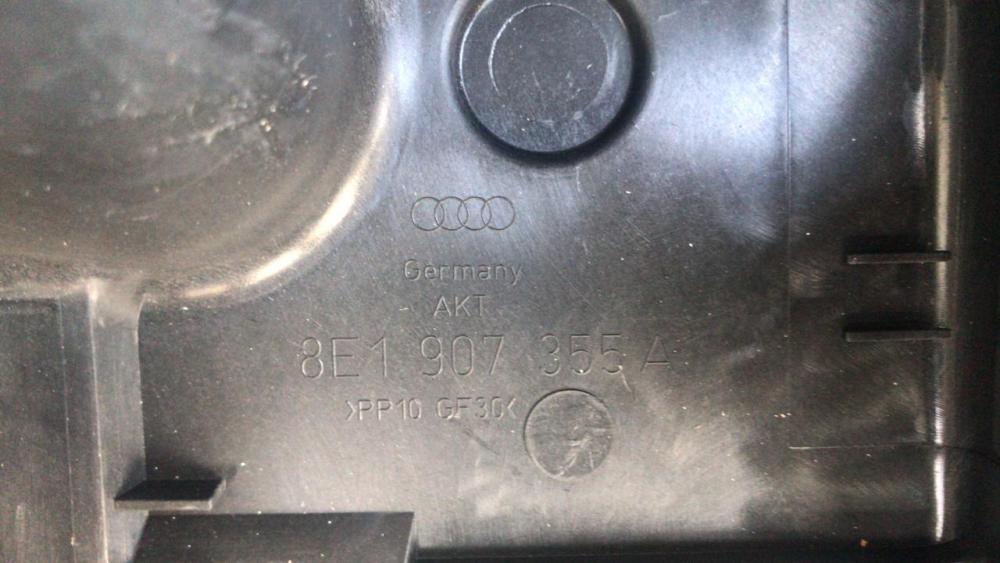 Germany
AKT
8E1 907 355 A
>PP10 GF30<